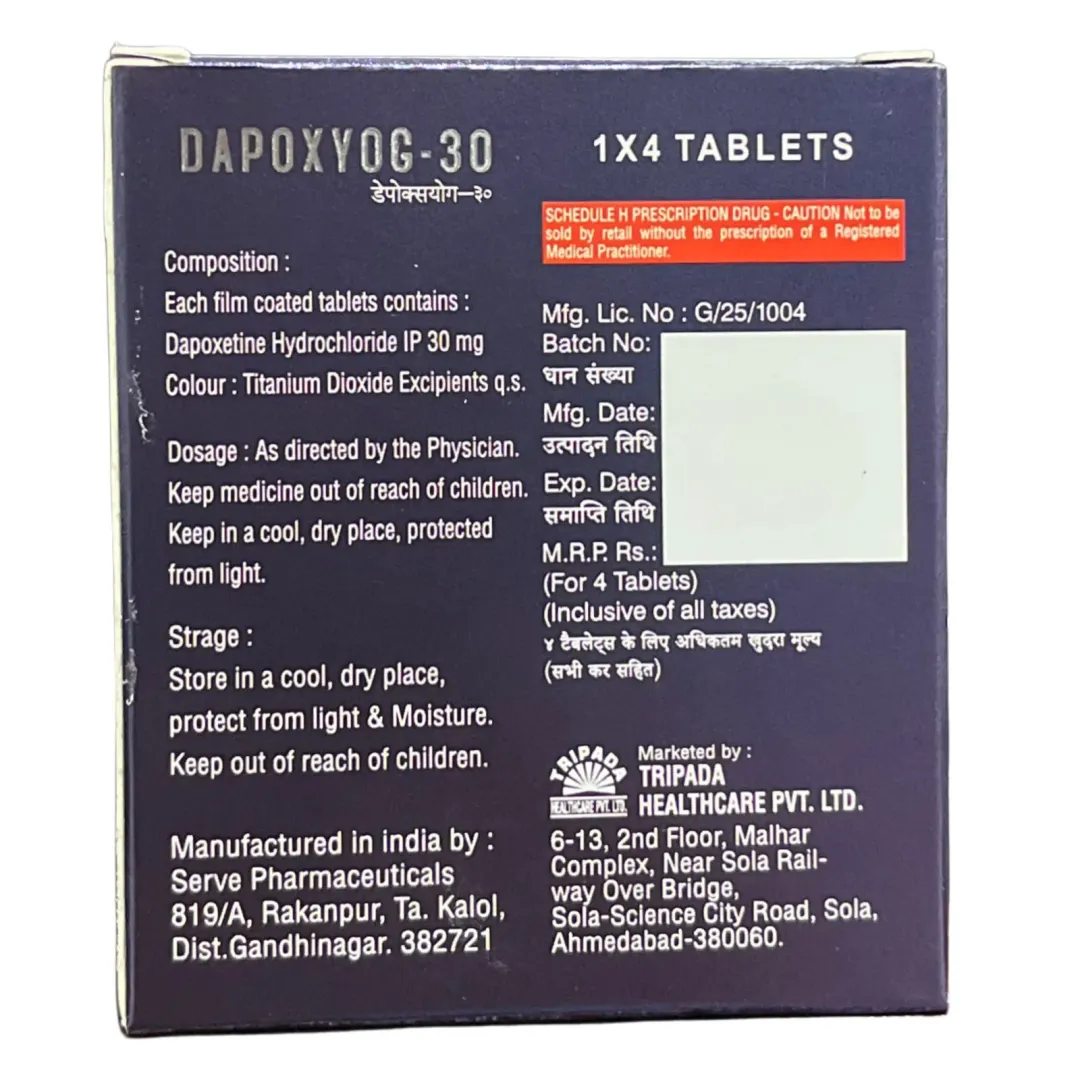 DAPOXYOG-30
डेपोक्सयोग–३०
Composition :
Each film coated tablets contains :
Dapoxetine Hydrochloride IP 30 mg
Colour : Titanium Dioxide Excipients q.s.
Dosage : As directed by the Physician.
Keep medicine out of reach of children.
Keep in a cool, dry place, protected
from light.
Strage :
Store in a cool, dry place,
protect from light & Moisture.
Keep out of reach of children.
Manufactured in india by :
Serve Pharmaceuticals
819/A, Rakanpur, Ta. Kalol,
Dist.Gandhinagar. 382721
1X4 TABLETS
SCHEDULE H PRESCRIPTION DRUG - CAUTION Not to be
sold by retail without the prescription of a Registered
Medical Practitioner.
Mfg. Lic. No : G/25/1004
Batch No:
धान संख्या
Mfg. Date:
उत्पादन तिथि
Exp. Date:
समाप्ति तिथि
M.R.P. Rs.:
(For 4 Tablets)
(Inclusive of all taxes)
४ टैबलेट्स के लिए अधिकतम खुदरा मूल्य
(सभी कर सहित)
TRIPADA
HEALTHCARE PVT. LTD.
Marketed by :
TRIPADA
HEALTHCARE PVT. LTD.
6-13, 2nd Floor, Malhar
Complex, Near Sola Rail-
way Over Bridge,
Sola-Science City Road, Sola,
Ahmedabad-380060.